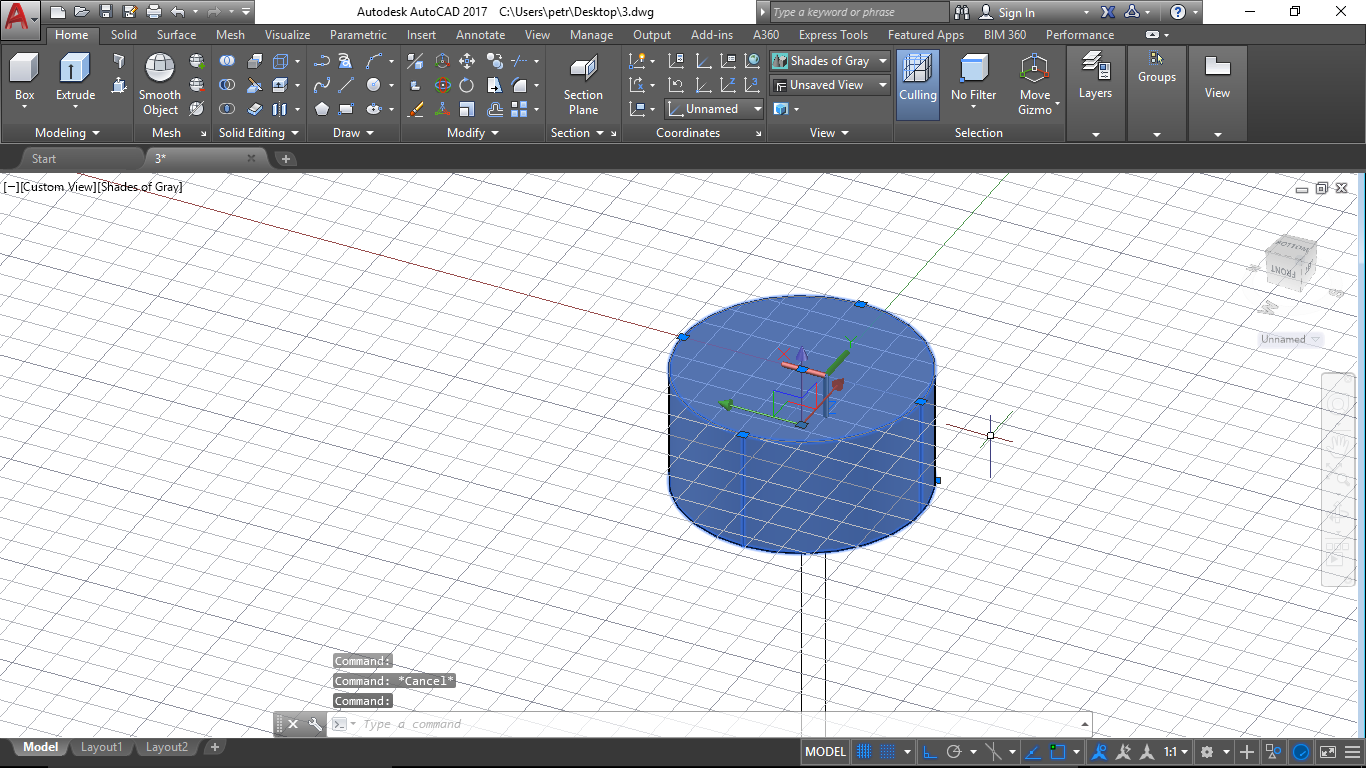 Autodesk AutoCAD 2017 C:\Users\petr\Desktop\3.dwg
Type a keyword or phrase
Sign In
Home Solid Surface Mesh Visualize Parametric Insert Annotate View Manage Output Add-ins A360 Express Tools Featured Apps BIM 360 Performance
Shades of Gray
Unsaved View
Unnamed
Box
Extrude
Smooth Object
Section Plane
Culling
No Filter
Move Gizmo
Layers
Groups
View
Modeling
Mesh
Solid Editing
Draw
Modify
Section
Coordinates
View
Selection
Start
3*
[−][Custom View][Shades of Gray]
BOTTOM
FRONT
Unnamed
Command:
Command: *Cancel*
Command:
Type a command
Model Layout1 Layout2
MODEL
1:1